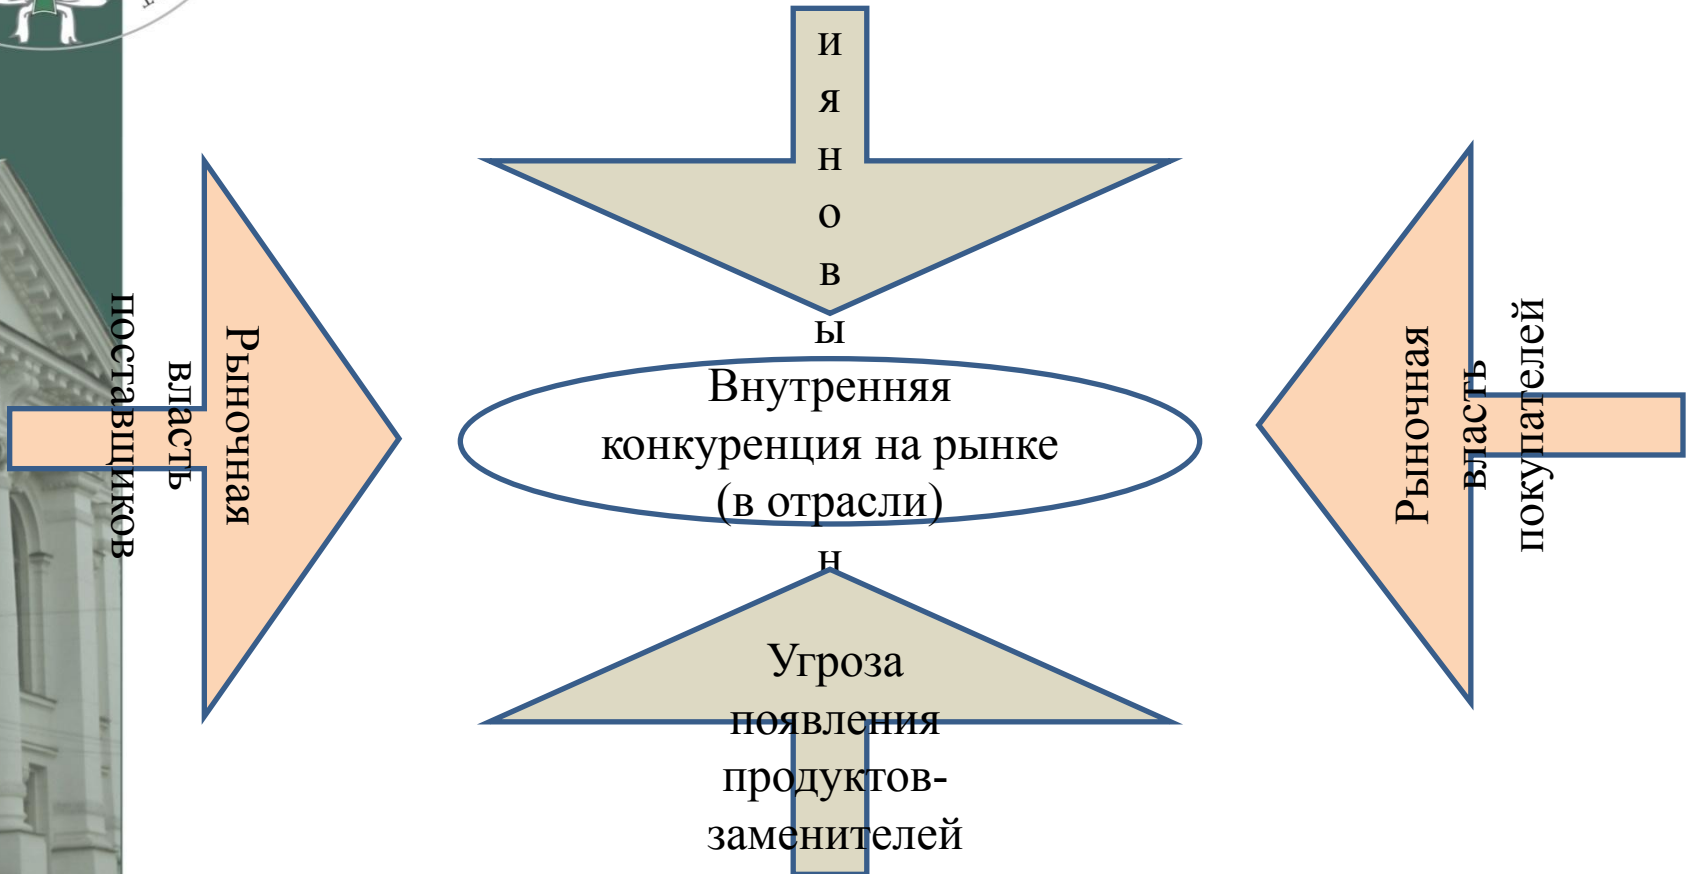 и
я
н
о
в
ы
Рыночная
власть
поставщиков
Внутренняя
конкуренция на рынке
(в отрасли)
Рыночная
власть
покупателей
н
Угроза
появления
продуктов-
заменителей